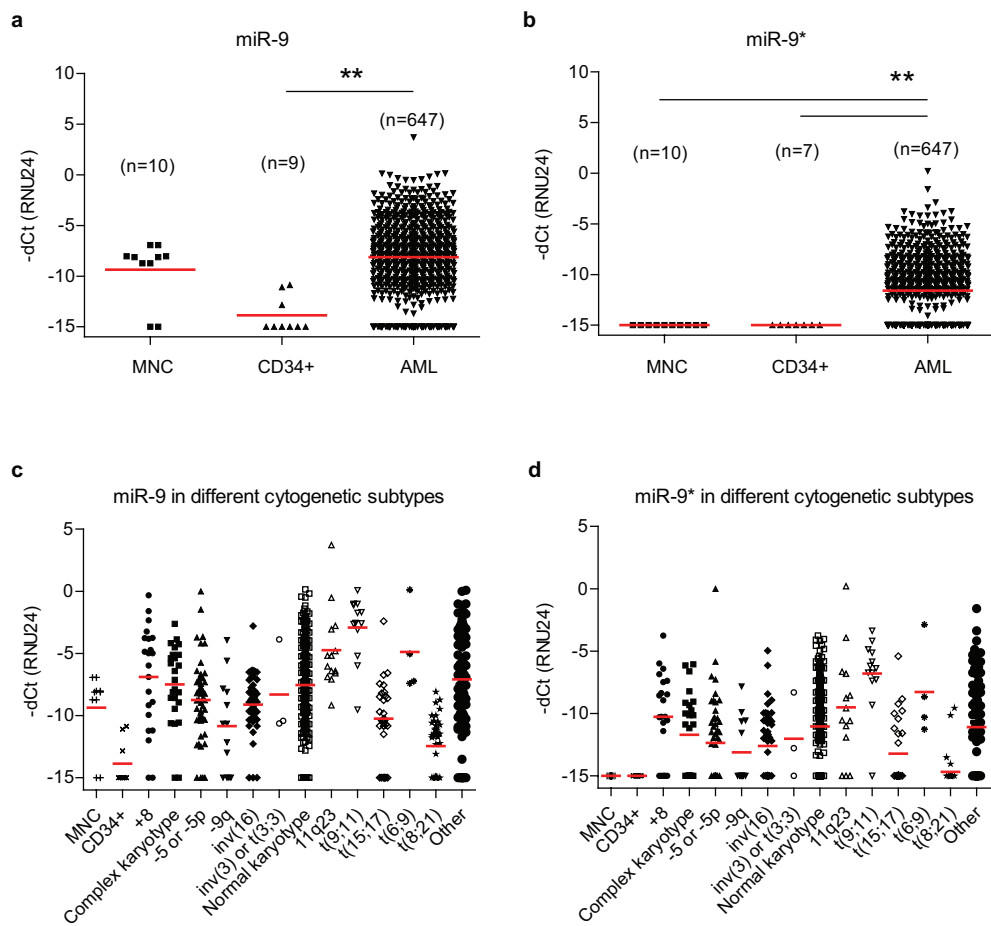 a
miR-9
**
(n=10)
(n=9)
(n=647)
-dCt (RNU24)
10
5
0
-5
-10
-15
MNC
CD34+
AML
b
miR-9*
**
(n=10)
(n=7)
(n=647)
-dCt (RNU24)
10
5
0
-5
-10
-15
MNC
CD34+
AML
c
miR-9 in different cytogenetic subtypes
-dCt (RNU24)
5
0
-5
-10
-15
MNC
CD34+
+8
Complex karyotype
-5 or -5p
-9q
inv(16)
inv(3) or t(3;3)
Normal karyotype
11q23
t(9;11)
t(15;17)
t(6;9)
t(8;21)
Other
d
miR-9* in different cytogenetic subtypes
-dCt (RNU24)
5
0
-5
-10
-15
MNC
CD34+
+8
Complex karyotype
-5 or -5p
-9q
inv(16)
inv(3) or t(3;3)
Normal karyotype
11q23
t(9;11)
t(15;17)
t(6;9)
t(8;21)
Other